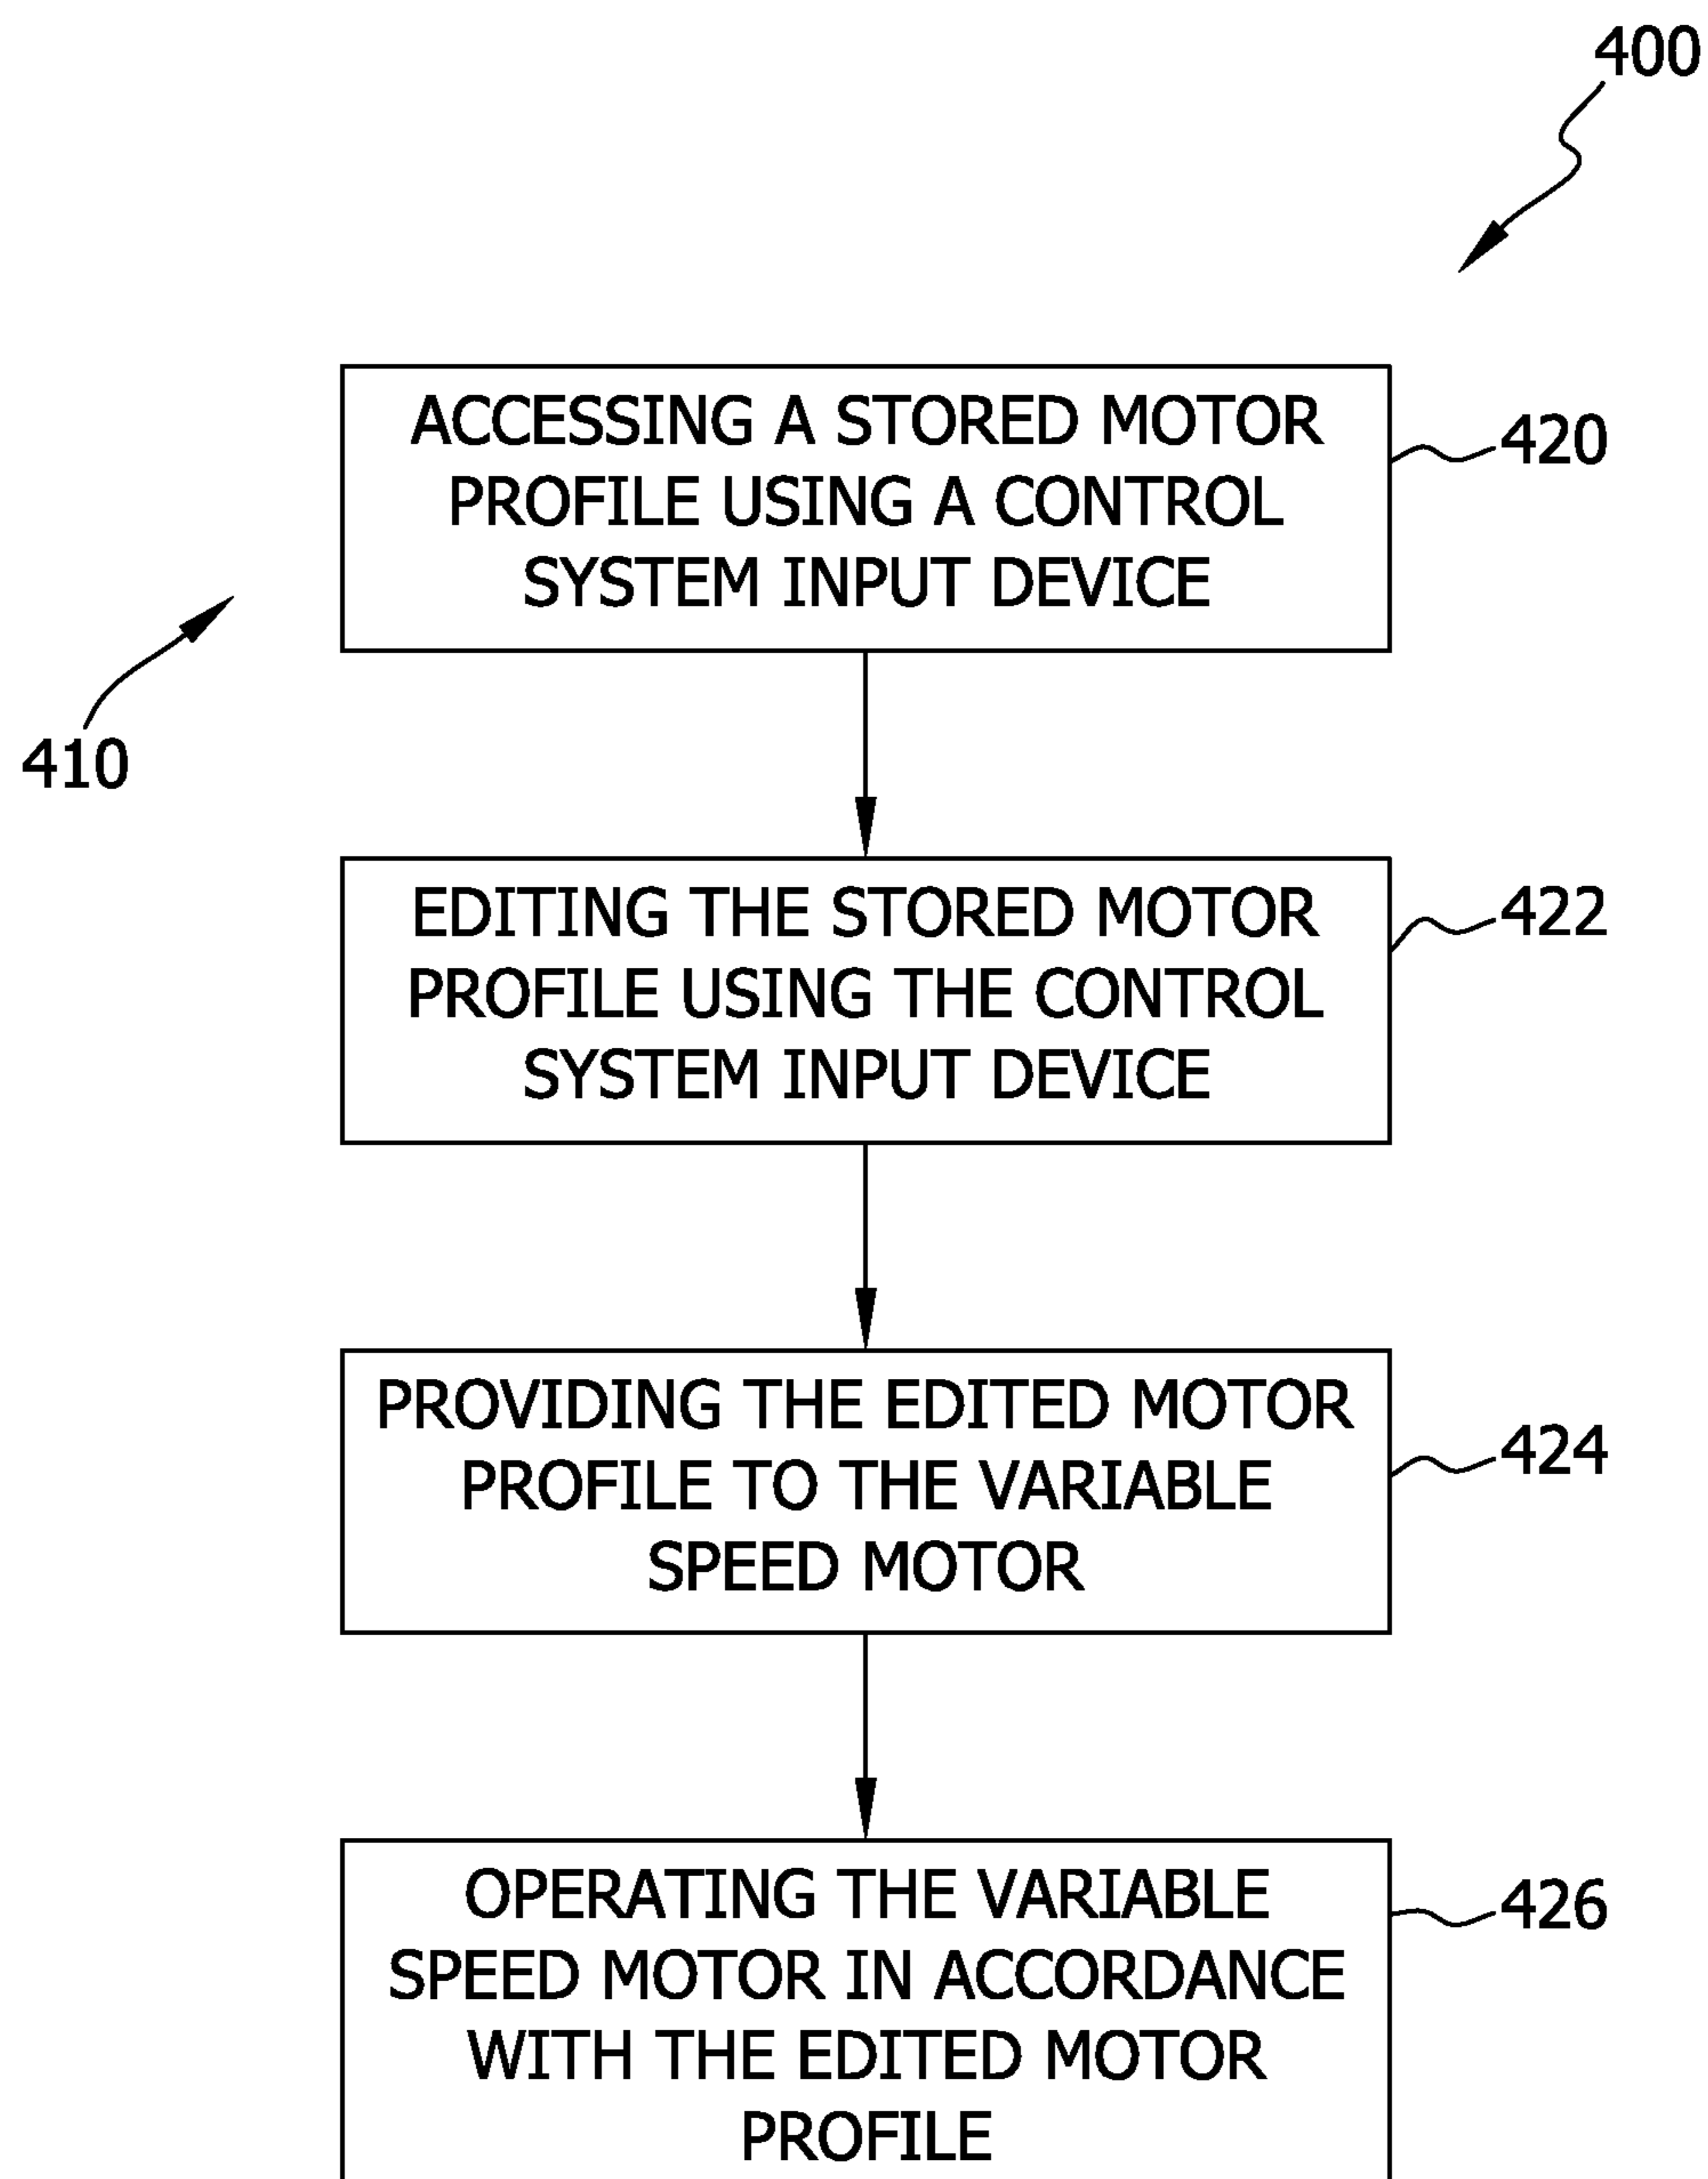 400
ACCESSING A STORED MOTOR
PROFILE USING A CONTROL
SYSTEM INPUT DEVICE
420
410
EDITING THE STORED MOTOR
PROFILE USING THE CONTROL
SYSTEM INPUT DEVICE
422
PROVIDING THE EDITED MOTOR
PROFILE TO THE VARIABLE
SPEED MOTOR
424
OPERATING THE VARIABLE
SPEED MOTOR IN ACCORDANCE
WITH THE EDITED MOTOR
PROFILE
426